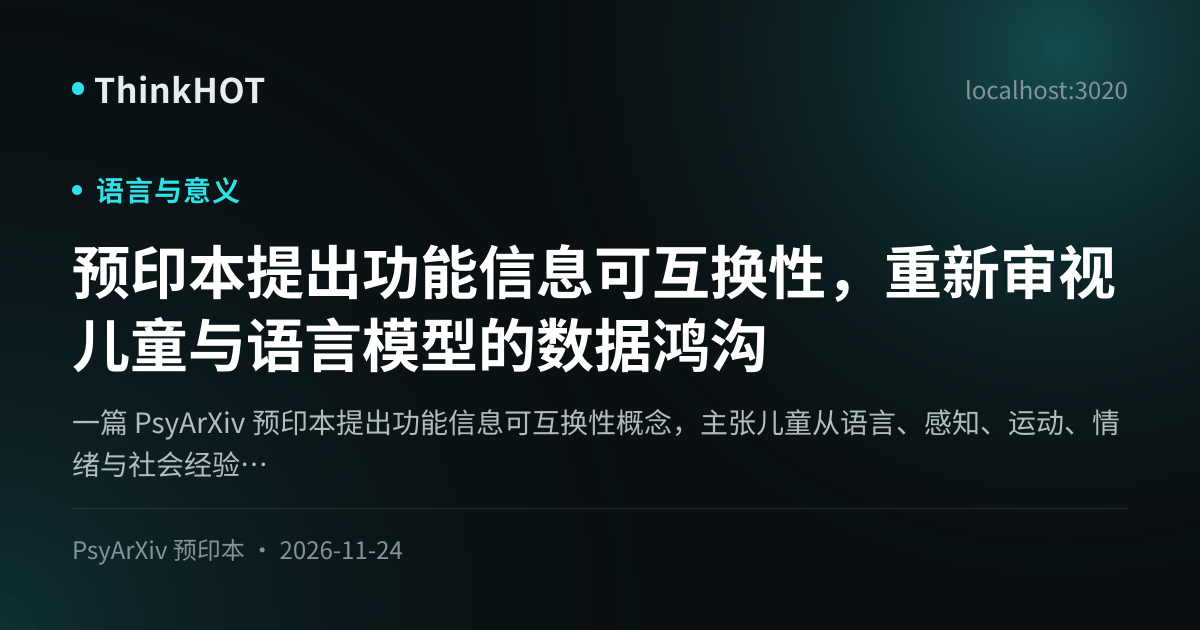 ThinkHOT
localhost:3020
语言与意义
预印本提出功能信息可互换性，重新审视
儿童与语言模型的数据鸿沟
一篇 PsyArXiv 预印本提出功能信息可互换性概念，主张儿童从语言、感知、运动、情
绪与社会经验…
PsyArXiv 预印本 · 2026-11-24